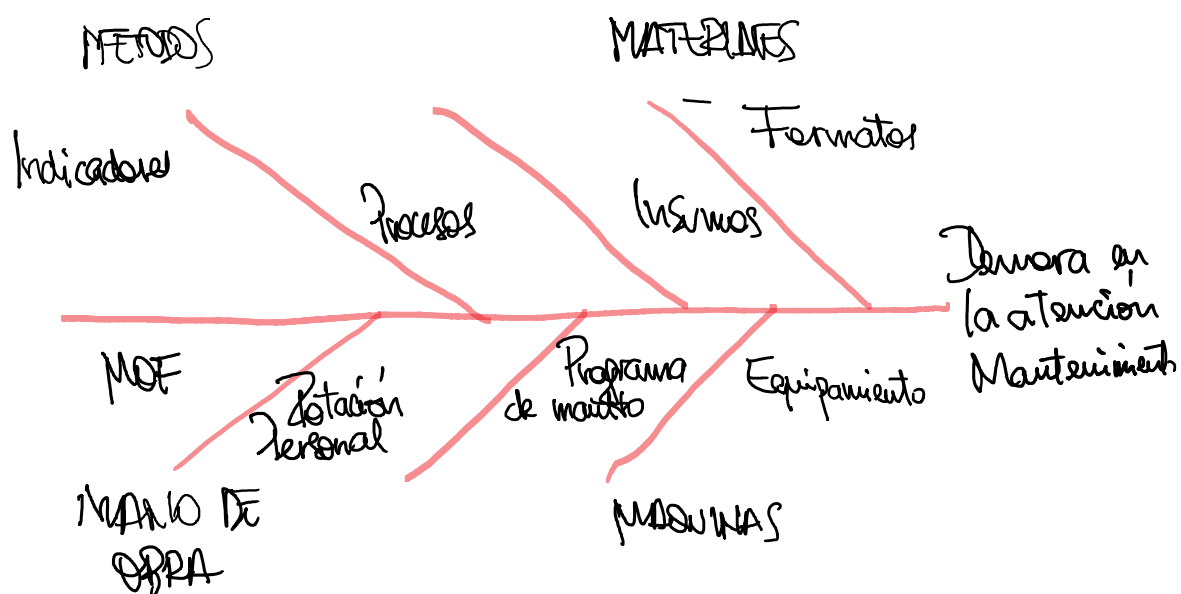 METODOS
MATERIALES
Formatos
Indicadores
Procesos
Insumos
Demora en
la atención
Mantenimiento
MOF
Dotación
Personal
Programa
de mantto
Equipamiento
MANO DE
OBRA
MAQUINAS